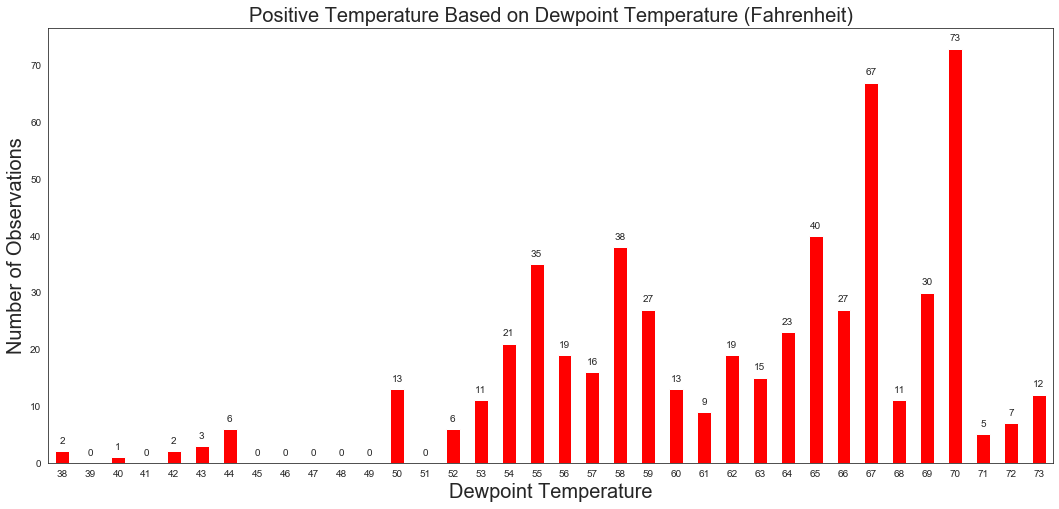 Positive Temperature Based on Dewpoint Temperature (Fahrenheit)
Number of Observations
70
60
50
40
30
20
10
0
2 0 1 0 2 3 6 0 0 0 0 0 13 0 6 11 21 35 19 16 38 27 13 9 19 15 23 40 27 67 11 30 73 5 7 12
38 39 40 41 42 43 44 45 46 47 48 49 50 51 52 53 54 55 56 57 58 59 60 61 62 63 64 65 66 67 68 69 70 71 72 73
Dewpoint Temperature